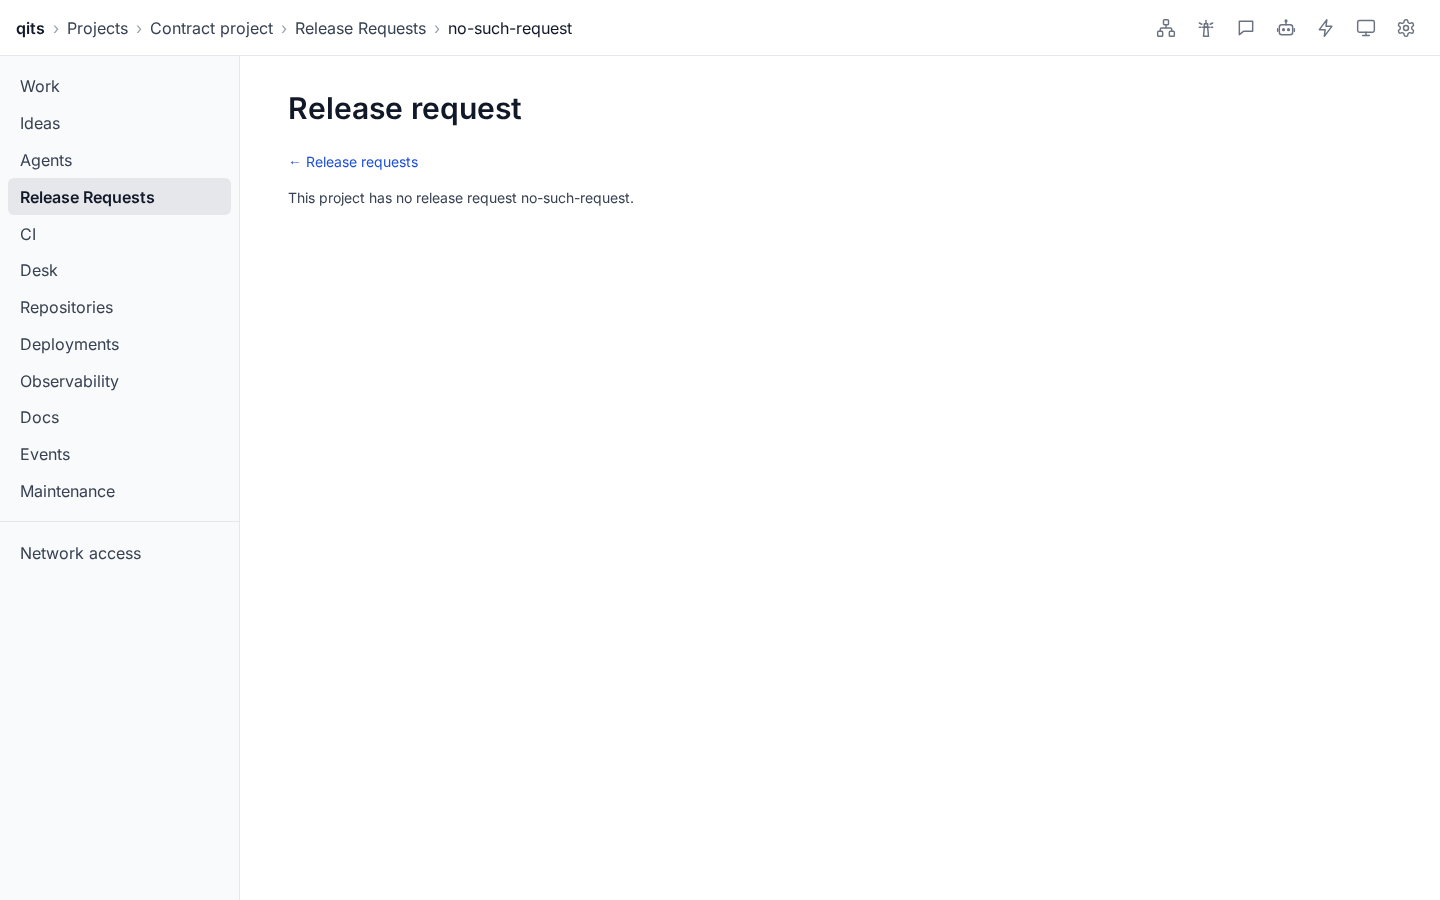 qits › Projects › Contract project › Release Requests › no-such-request
Work
Ideas
Agents
Release Requests
CI
Desk
Repositories
Deployments
Observability
Docs
Events
Maintenance
Network access
Release request
← Release requests
This project has no release request no-such-request.